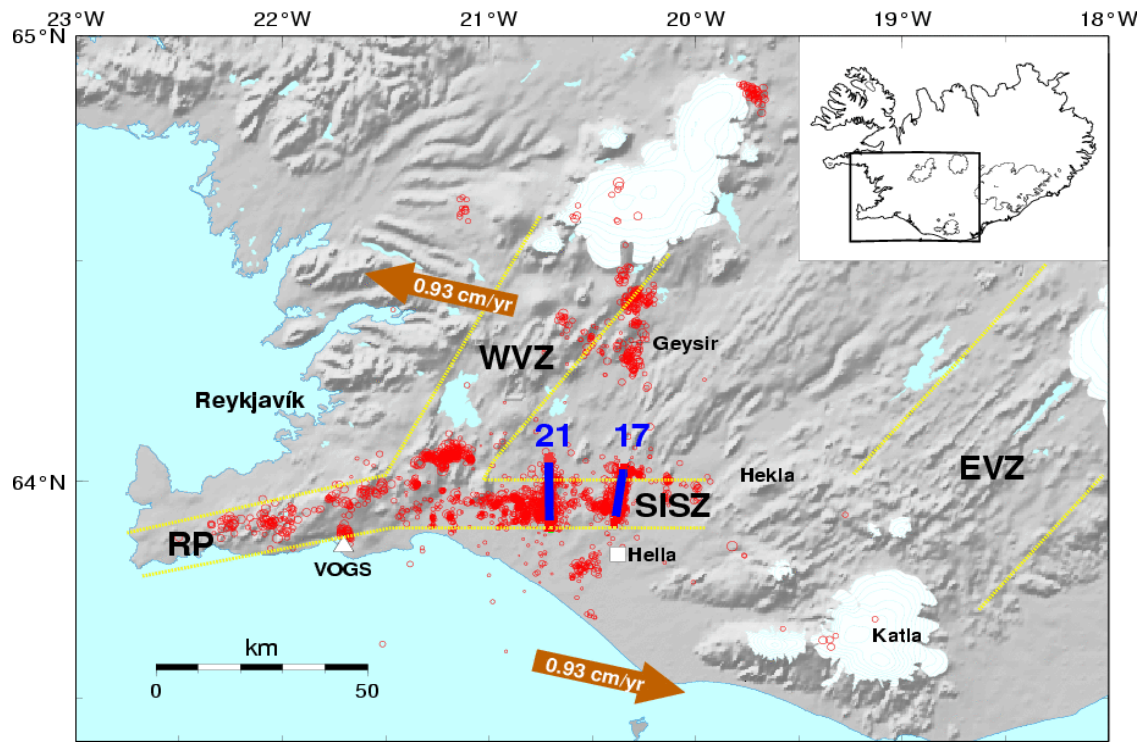 23°W
22°W
21°W
20°W
19°W
18°W
65°N
0.93 cm/yr
WVZ
Geysir
Reykjavík
21
17
64°N
Hekla
EVZ
SISZ
RP
VOGS
Hella
Katla
km
0
50
0.93 cm/yr